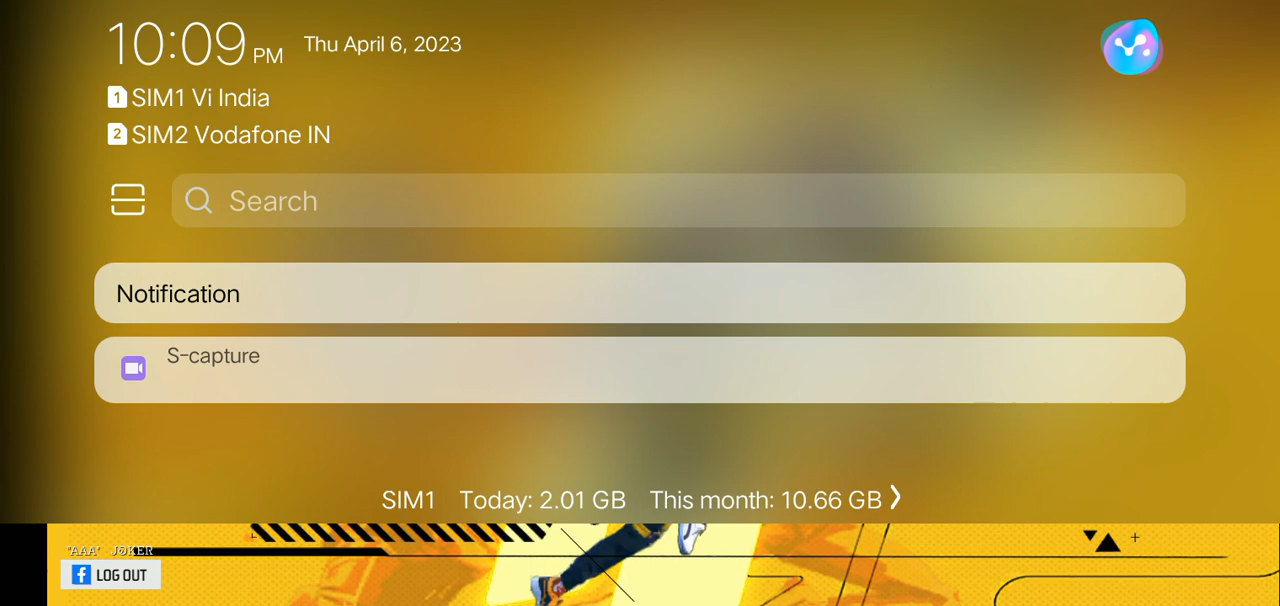 10:09 PM Thu April 6, 2023
1 SIM1 Vi India
2 SIM2 Vodafone IN
Search
Notification
S-capture
SIM1 Today: 2.01 GB This month: 10.66 GB
"AAA" JOKER
LOG OUT